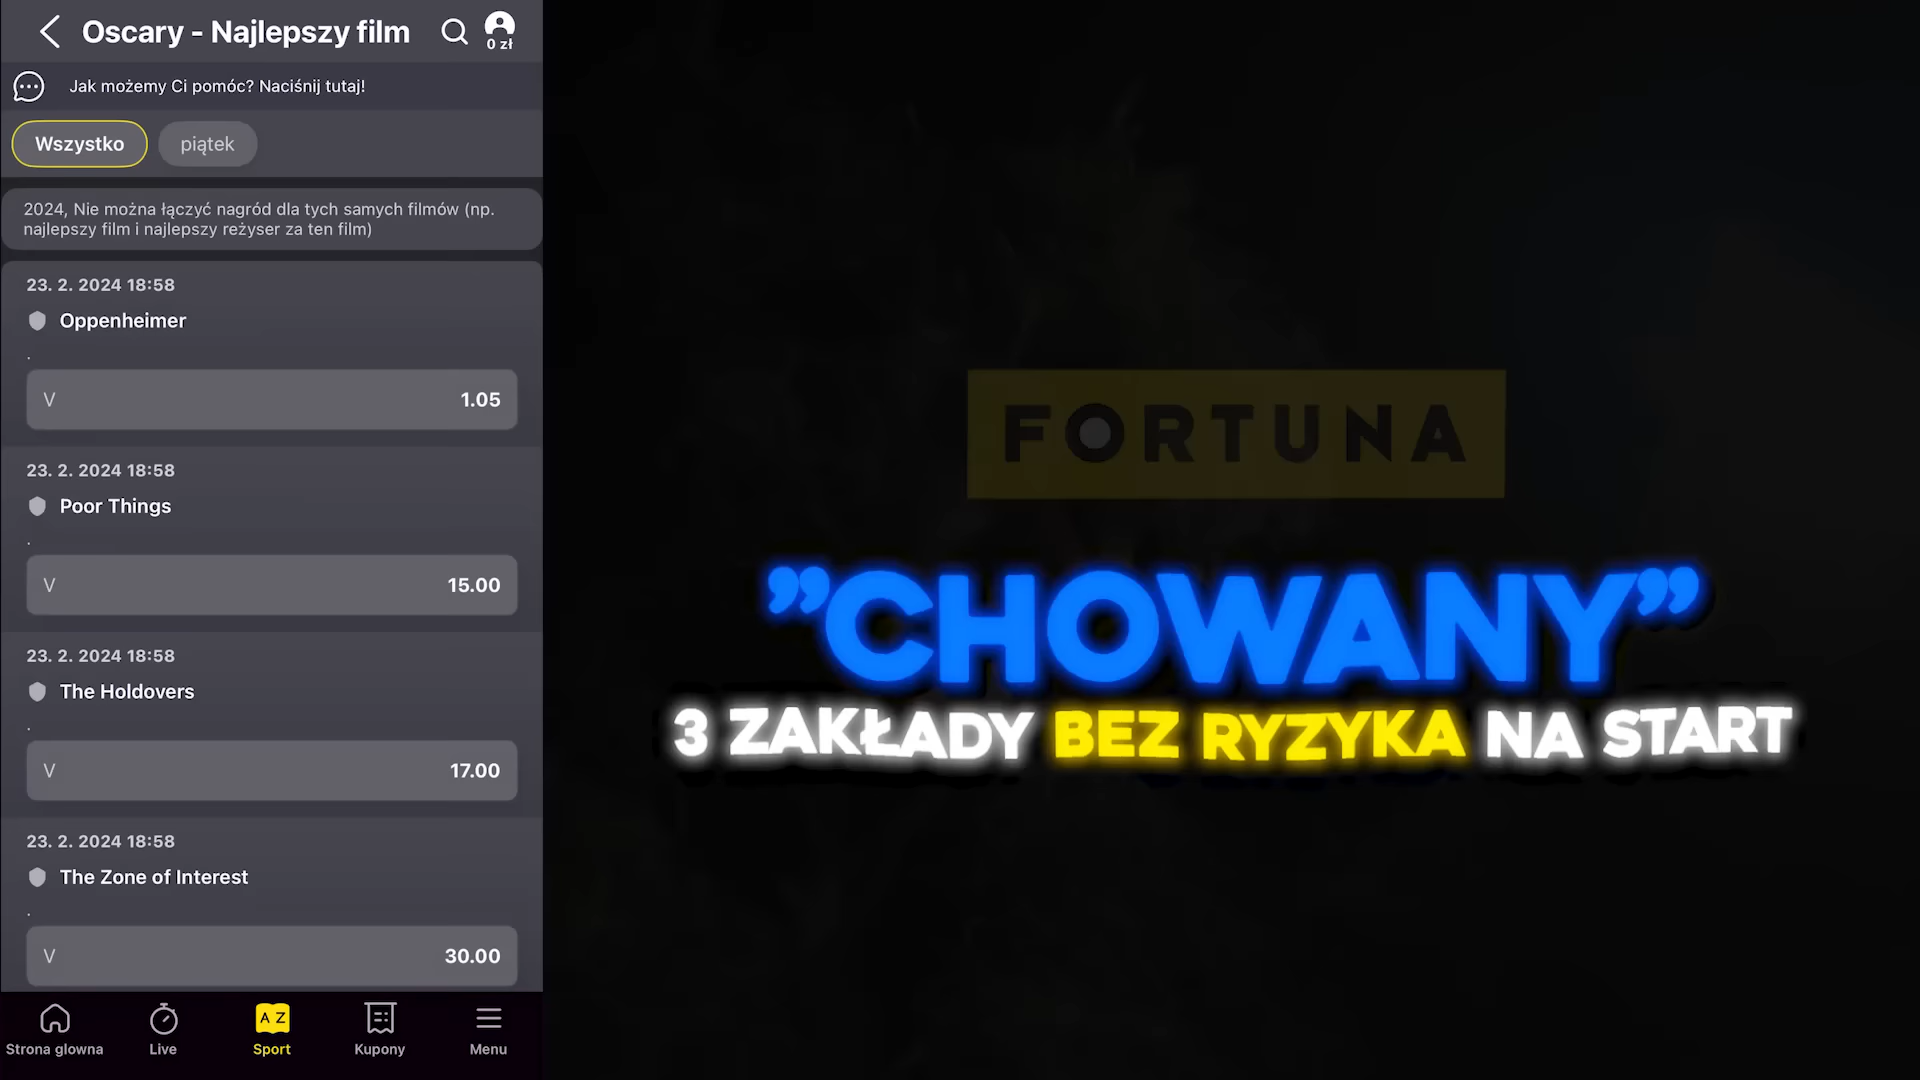 Oscary - Najlepszy film
0 zł
Jak możemy Ci pomóc? Naciśnij tutaj!
Wszystko
piątek
2024, Nie można łączyć nagród dla tych samych filmów (np.
najlepszy film i najlepszy reżyser za ten film)
23. 2. 2024 18:58
Oppenheimer
.
V 1.05
23. 2. 2024 18:58
Poor Things
.
V 15.00
23. 2. 2024 18:58
The Holdovers
.
V 17.00
23. 2. 2024 18:58
The Zone of Interest
.
V 30.00
A Z
Strona glowna
Live
Sport
Kupony
Menu
FORTUNA
”CHOWANY”
3 ZAKŁADY BEZ RYZYKA NA START